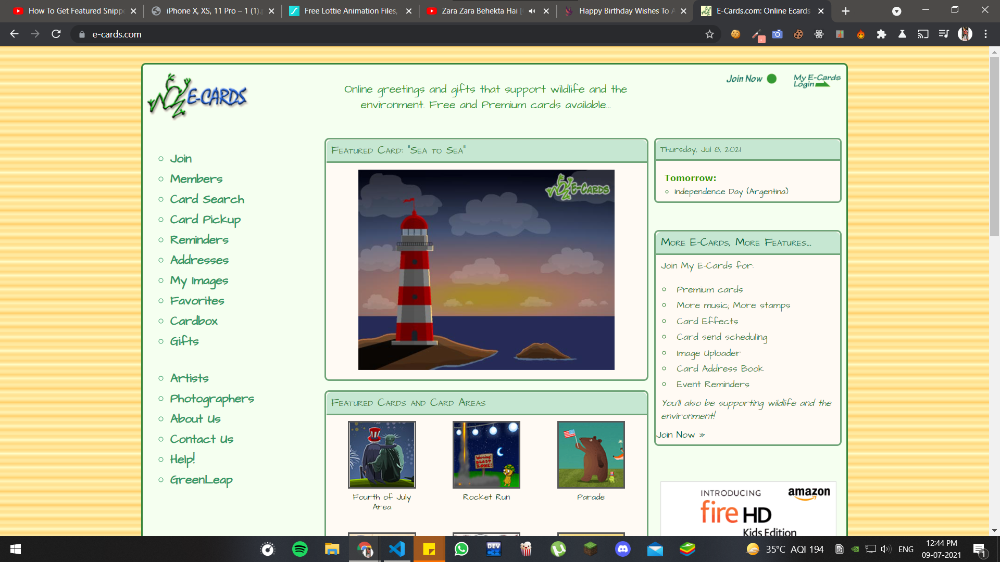 How To Get Featured Snippe
iPhone X, XS, 11 Pro – 1 (1).
Free Lottie Animation Files,
Zara Zara Behekta Hai [
Happy Birthday Wishes To A
E-Cards.com: Online Ecards
e-cards.com
E-CARDS
Online greetings and gifts that support wildlife and the
environment. Free and Premium cards available...
Join Now
My E-Cards
Login
Join
Members
Card Search
Card Pickup
Reminders
Addresses
My Images
Favorites
Cardbox
Gifts
Artists
Photographers
About Us
Contact Us
Help!
GreenLeap
Featured Card: "Sea to Sea"
E-CARDS
Featured Cards and Card Areas
Warning!
BLAST
ZONE!
Fourth of July
Area
Rocket Run
Parade
Thursday, Jul 8, 2021
Tomorrow:
Independence Day (Argentina)
More E-Cards, More Features...
Join My E-Cards for:
Premium cards
More music; More stamps
Card Effects
Card send scheduling
Image Uploader
Card Address Book
Event Reminders
You'll also be supporting wildlife and the
environment!
Join Now »
INTRODUCING
amazon
fire HD
Kids Edition
DEV
C++
35°C AQI 194
ENG
12:44 PM
09-07-2021
1